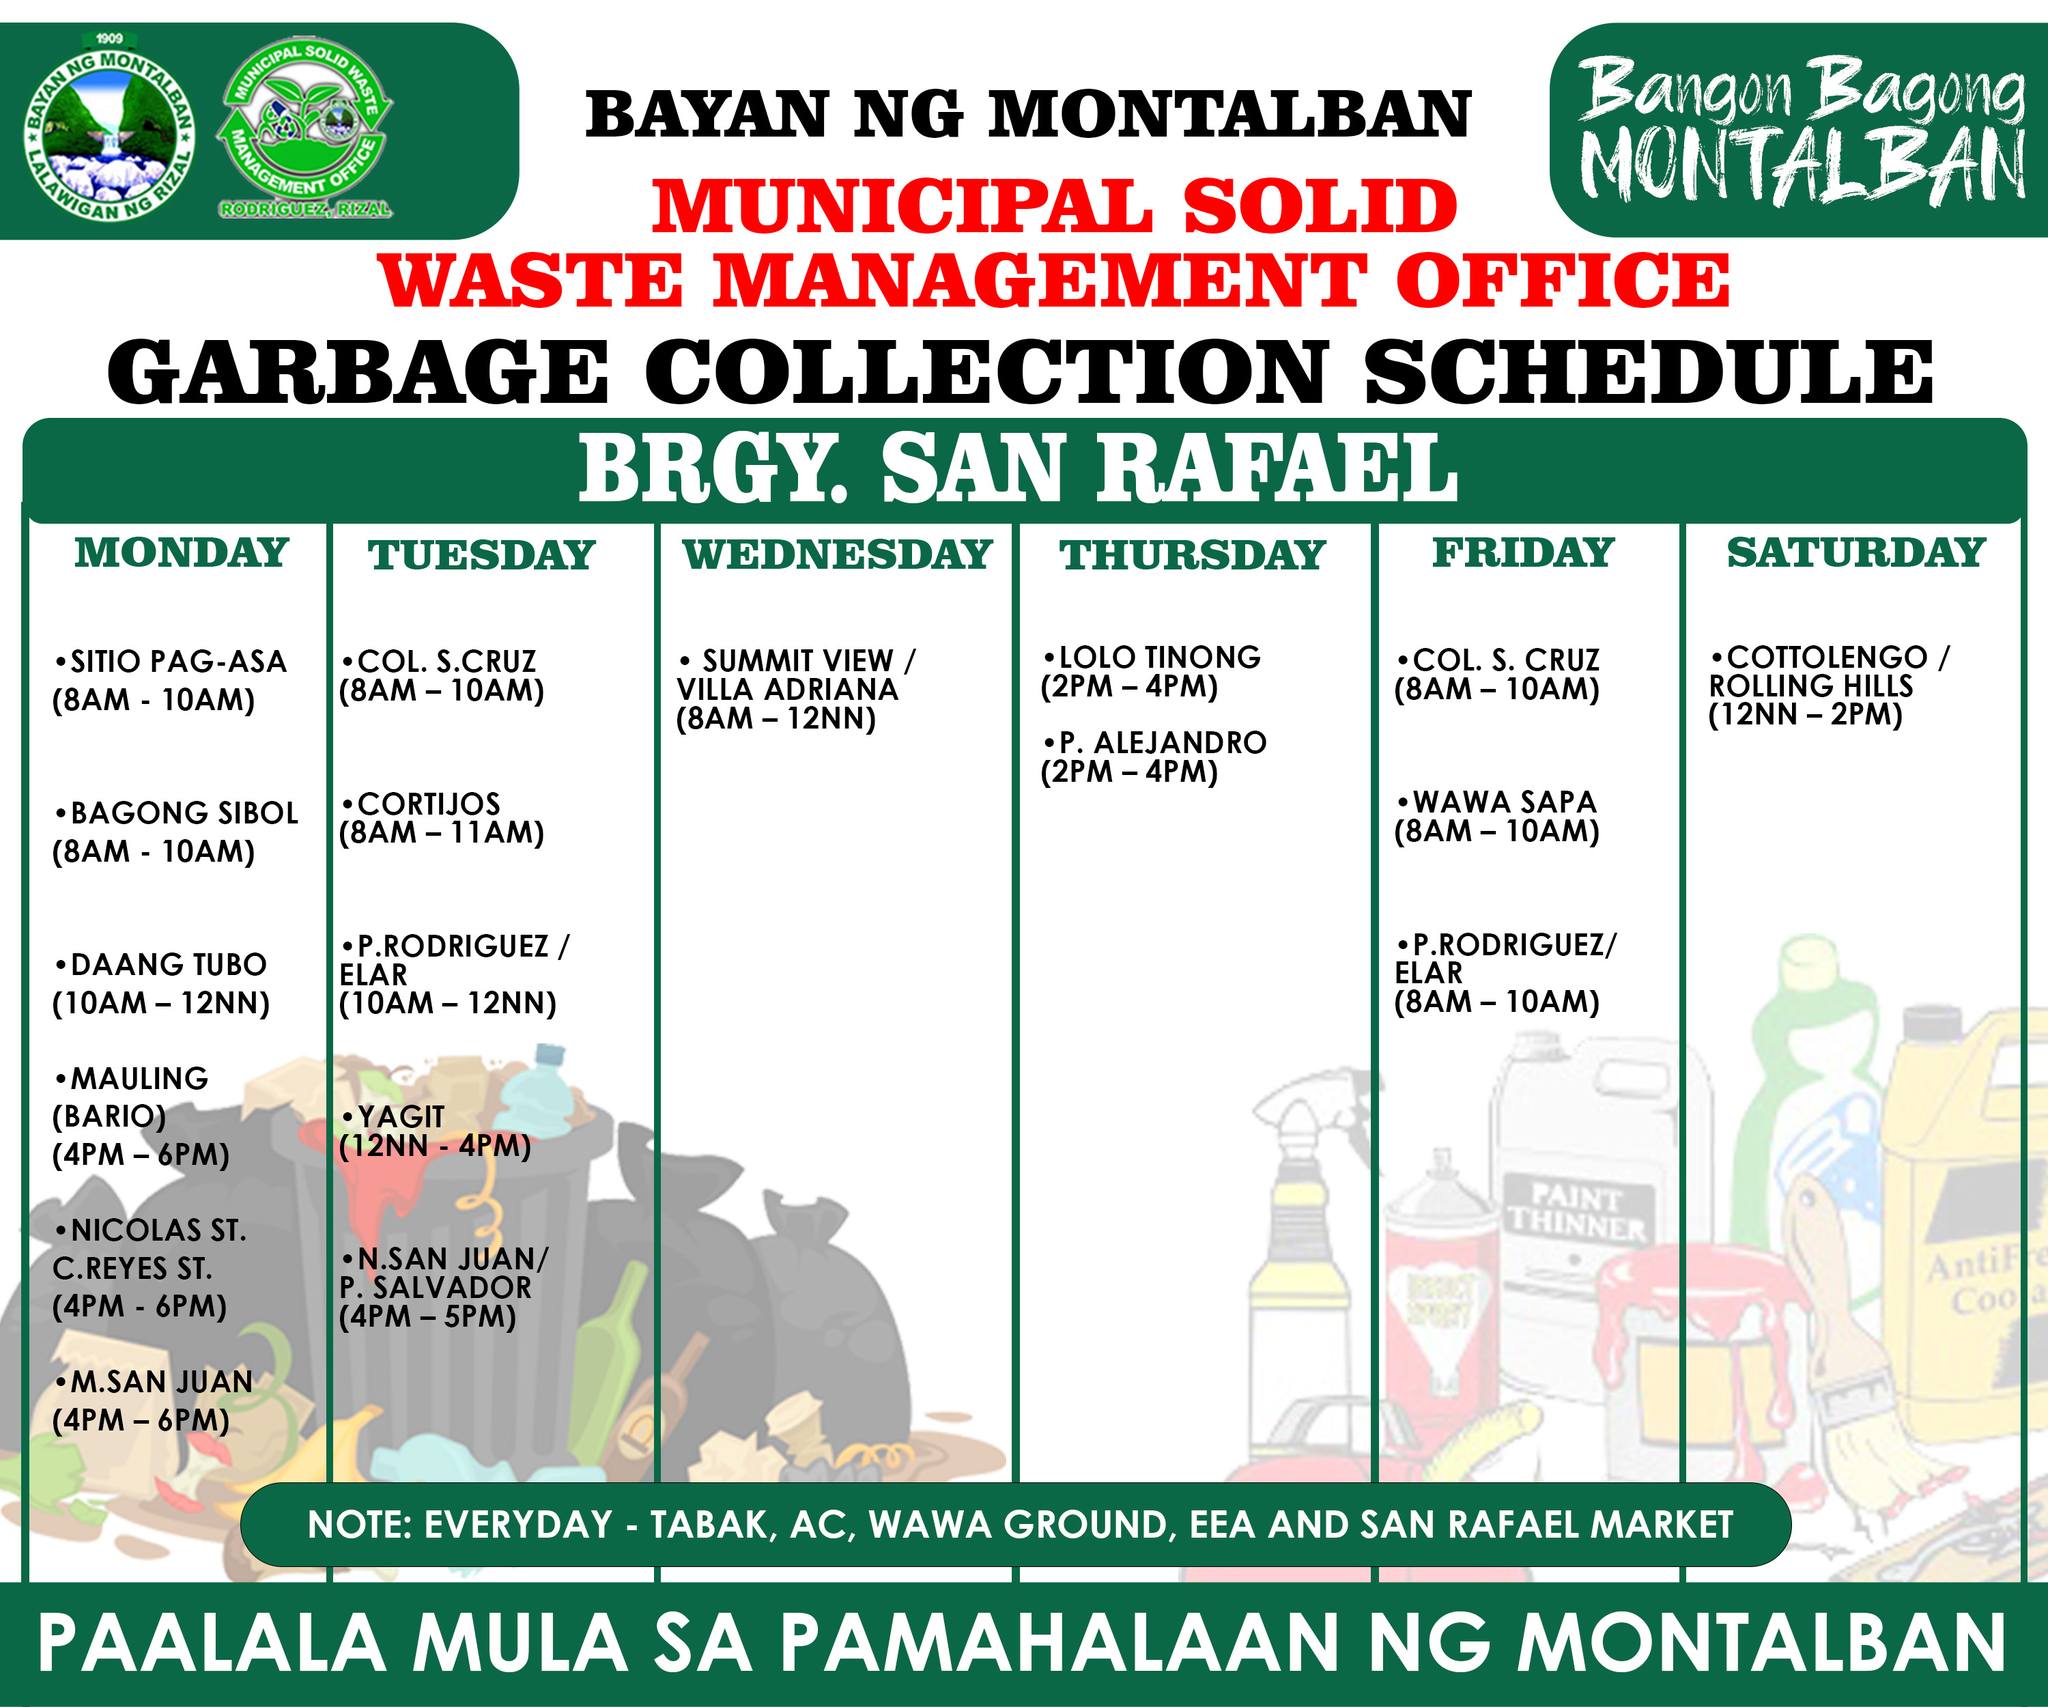 1909
BAYAN NG MONTALBAN
LALAWIGAN NG RIZAL
MUNICIPAL SOLID WASTE
MANAGEMENT OFFICE
RODRIGUEZ, RIZAL
BAYAN NG MONTALBAN
MUNICIPAL SOLID
WASTE MANAGEMENT OFFICE
Bangon Bagong
MONTALBAN
GARBAGE COLLECTION SCHEDULE
BRGY. SAN RAFAEL
MONDAY
•SITIO PAG-ASA
(8AM - 10AM)
•BAGONG SIBOL
(8AM - 10AM)
•DAANG TUBO
(10AM – 12NN)
•MAULING
(BARIO)
(4PM – 6PM)
•NICOLAS ST.
C.REYES ST.
(4PM - 6PM)
•M.SAN JUAN
(4PM – 6PM)
TUESDAY
•COL. S.CRUZ
(8AM – 10AM)
•CORTIJOS
(8AM – 11AM)
•P.RODRIGUEZ /
ELAR
(10AM – 12NN)
•YAGIT
(12NN - 4PM)
•N.SAN JUAN/
P. SALVADOR
(4PM – 5PM)
WEDNESDAY
• SUMMIT VIEW /
VILLA ADRIANA
(8AM – 12NN)
THURSDAY
•LOLO TINONG
(2PM – 4PM)
•P. ALEJANDRO
(2PM – 4PM)
FRIDAY
•COL. S. CRUZ
(8AM – 10AM)
•WAWA SAPA
(8AM – 10AM)
•P.RODRIGUEZ/
ELAR
(8AM – 10AM)
SATURDAY
•COTTOLENGO /
ROLLING HILLS
(12NN – 2PM)
PAINT
THINNER
NOTE: EVERYDAY - TABAK, AC, WAWA GROUND, EEA AND SAN RAFAEL MARKET
PAALALA MULA SA PAMAHALAAN NG MONTALBAN